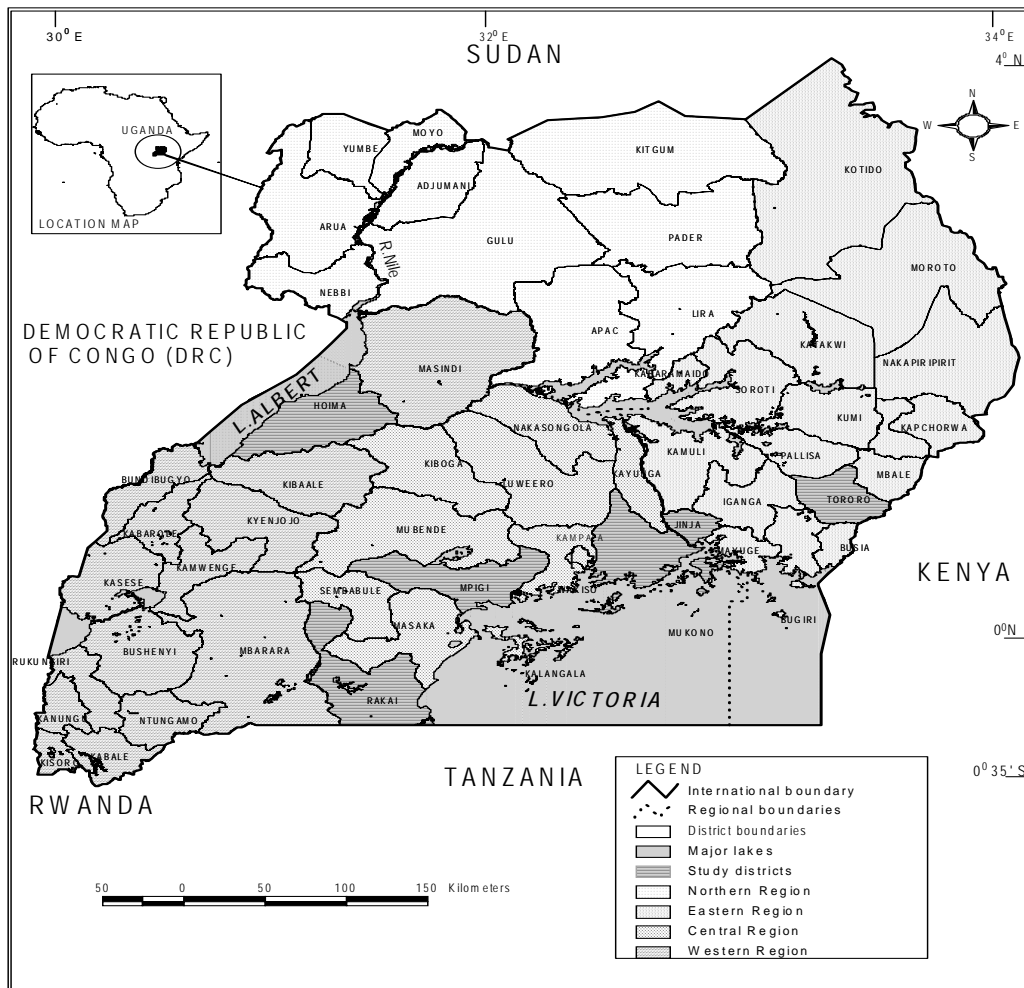 30° E
32° E
34° E
SUDAN
4° N
UGANDA
LOCATION MAP
N
W
E
S
MOYO
YUMBE
KITGUM
ADJUMANI
KOTIDO
ARUA
GULU
PADER
R.Nile
MOROTO
NEBBI
DEMOCRATIC REPUBLIC
OF CONGO (DRC)
APAC
LIRA
KATAKWI
MASINDI
NAKAPIRIPIRIT
KABARAMAIDO
SOROTI
L.ALBERT
HOIMA
KUMI
NAKASONGOLA
KAPCHORWA
KAMULI
PALLISA
KIBOGA
MBALE
BUNDIBUGYO
KIBAALE
KAYUNGA
LUWEERO
IGANGA
TORORO
KYENJOJO
MUBENDE
JINJA
KABAROLE
KAMPALA
MAYUGE
BUSIA
KAMWENGE
KENYA
KASESE
SEMBABULE
MPIGI
WAKISO
BUGIRI
MASAKA
MUKONO
0°N
BUSHENYI
MBARARA
RUKUNGIRI
KALANGALA
RAKAI
L.VICTORIA
KANUNGU
NTUNGAMO
KABALE
KISORO
TANZANIA
0° 35' S
RWANDA
LEGEND
International boundary
Regional boundaries
District boundaries
Major lakes
Study districts
Northern Region
Eastern Region
Central Region
Western Region
50 0 50 100 150 Kilometers